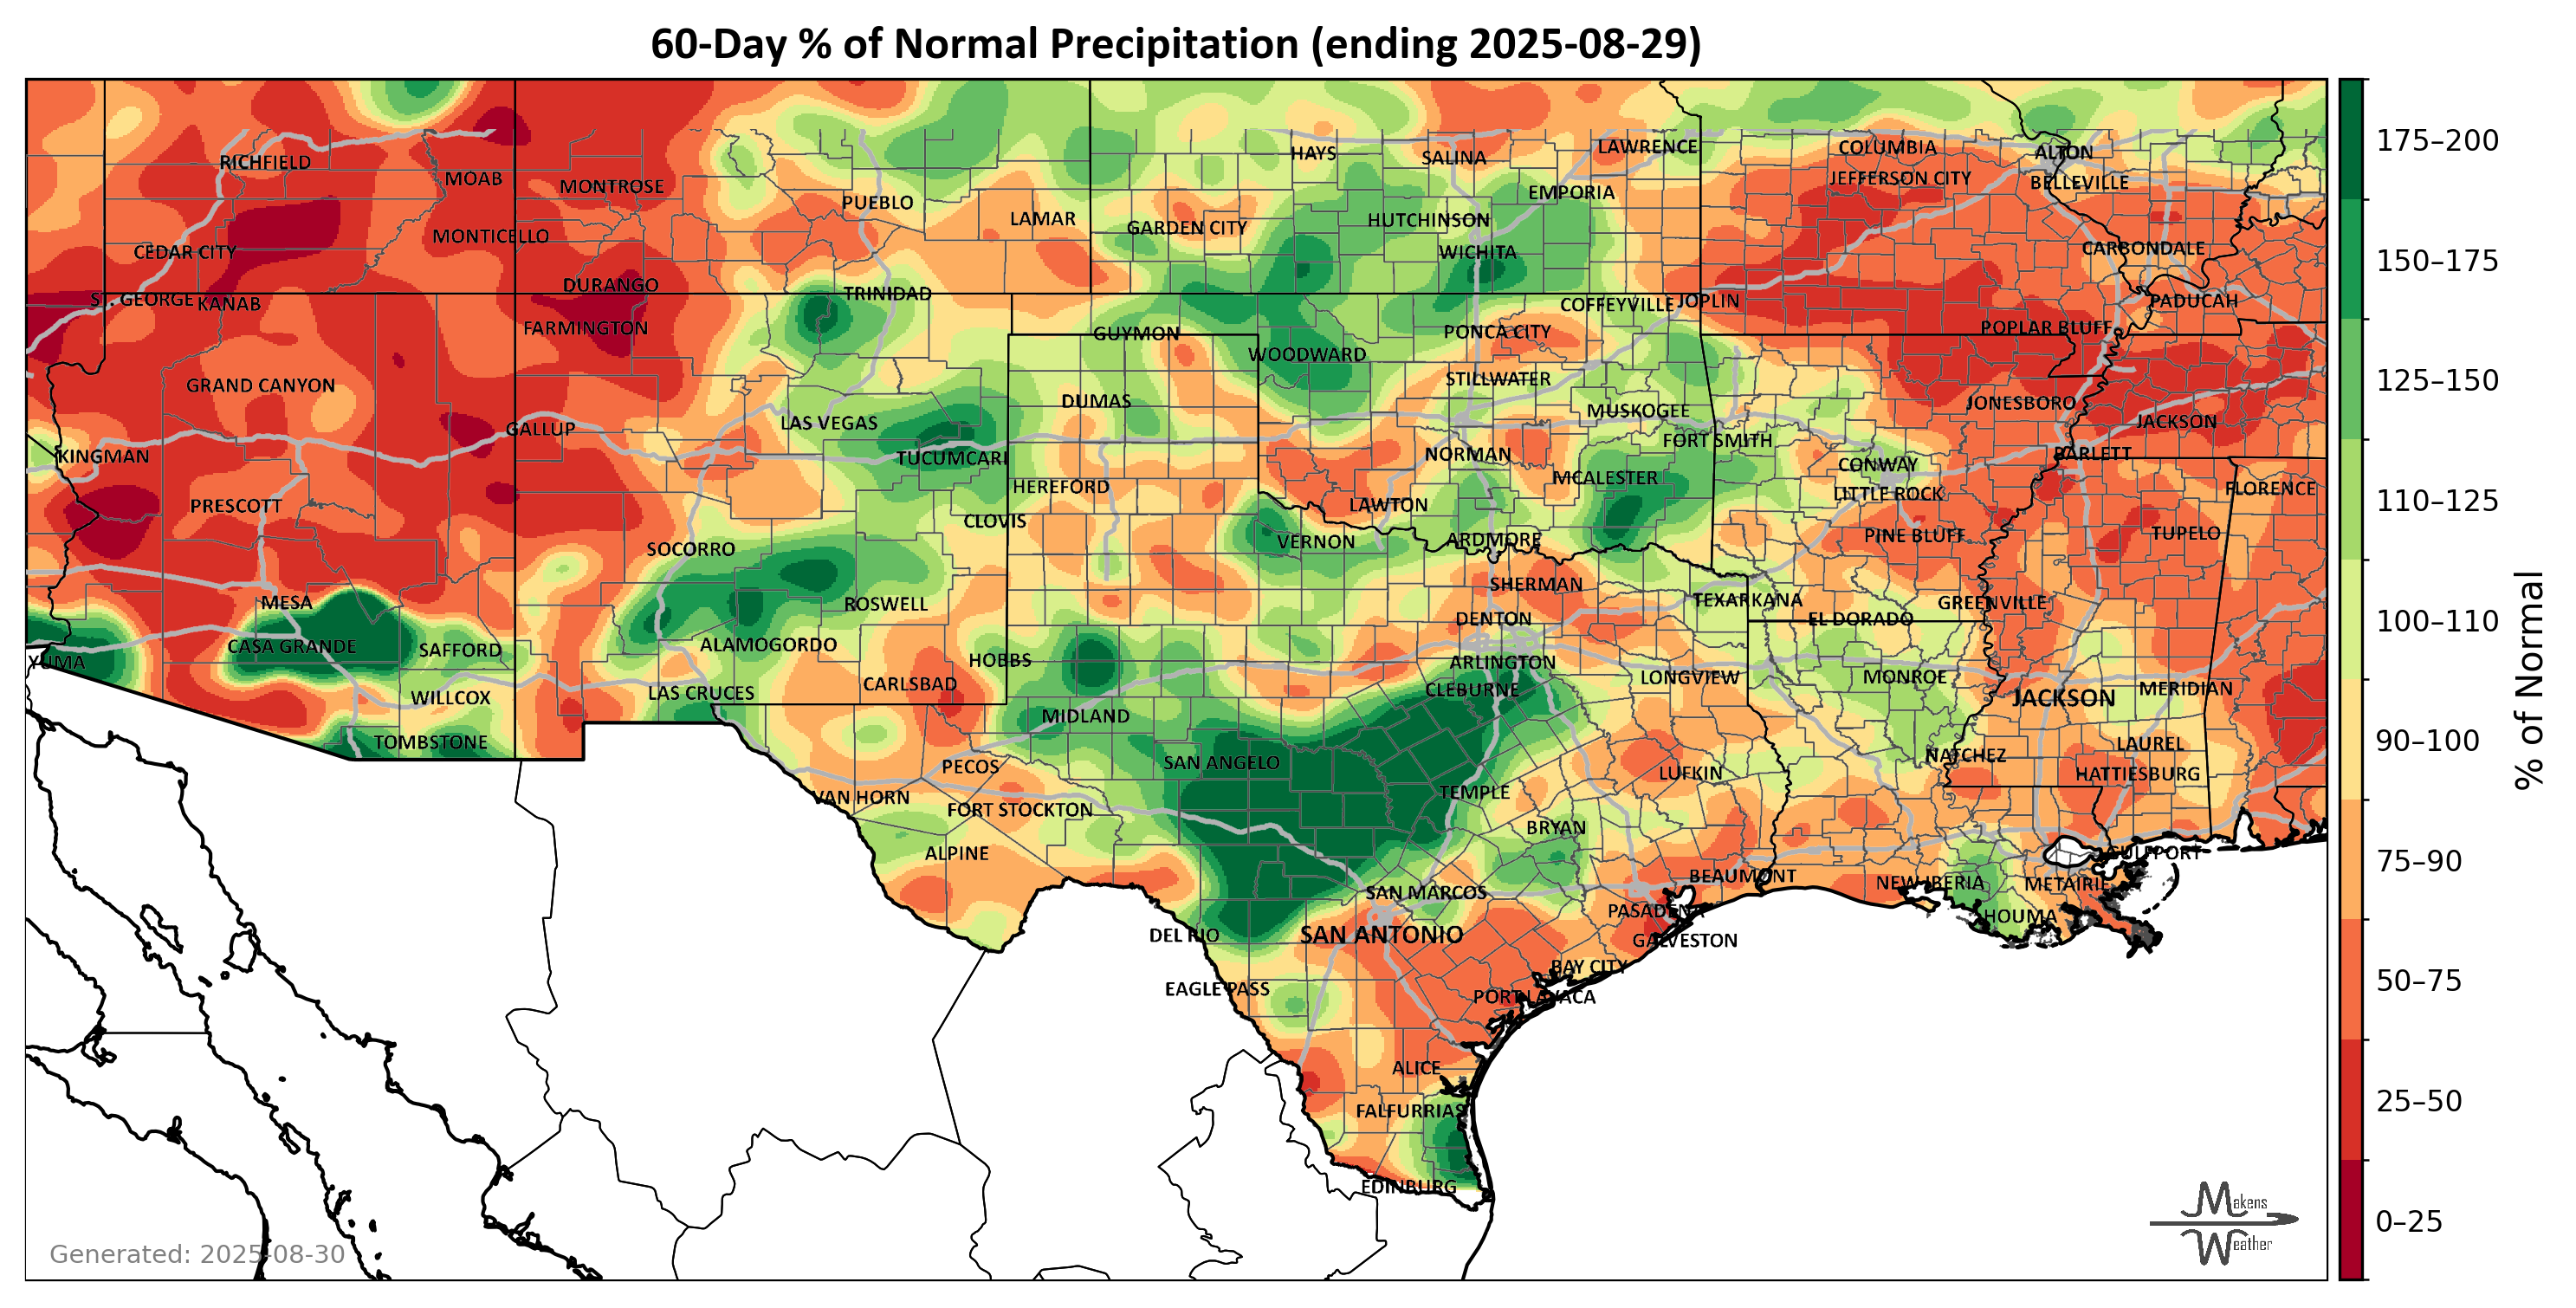 60-Day % of Normal Precipitation (ending 2025-08-29)
RICHFIELD
MOAB
MONTROSE
PUEBLO
LAMAR
HAYS
SALINA
LAWRENCE
COLUMBIA
ALTON
JEFFERSON CITY
BELLEVILLE
EMPORIA
GARDEN CITY
HUTCHINSON
MONTICELLO
CEDAR CITY
WICHITA
CARBONDALE
DURANGO
TRINIDAD
ST. GEORGE
KANAB
COFFEYVILLE
JOPLIN
PADUCAH
FARMINGTON
GUYMON
PONCA CITY
POPLAR BLUFF
WOODWARD
GRAND CANYON
STILLWATER
DUMAS
MUSKOGEE
JONESBORO
LAS VEGAS
JACKSON
GALLUP
FORT SMITH
KINGMAN
TUCUMCARI
NORMAN
BARLETT
CONWAY
MCALESTER
HEREFORD
LITTLE ROCK
FLORENCE
PRESCOTT
LAWTON
CLOVIS
VERNON
ARDMORE
PINE BLUFF
TUPELO
SOCORRO
SHERMAN
MESA
ROSWELL
TEXARKANA
GREENVILLE
DENTON
EL DORADO
CASA GRANDE
SAFFORD
ALAMOGORDO
HOBBS
YUMA
ARLINGTON
CARLSBAD
CLEBURNE
LONGVIEW
MONROE
MERIDIAN
WILLCOX
LAS CRUCES
JACKSON
MIDLAND
TOMBSTONE
LAUREL
NATCHEZ
PECOS
SAN ANGELO
LUFKIN
HATTIESBURG
VAN HORN
FORT STOCKTON
TEMPLE
BRYAN
ALPINE
GULFPORT
BEAUMONT
NEW IBERIA
METAIRIE
SAN MARCOS
PASADENA
HOUMA
DEL RIO
SAN ANTONIO
GALVESTON
BAY CITY
EAGLE PASS
PORT LAVACA
ALICE
FALFURRIAS
EDINBURG
Generated: 2025-08-30
Makens
Weather
175–200
150–175
125–150
110–125
100–110
90–100
75–90
50–75
25–50
0–25
% of Normal